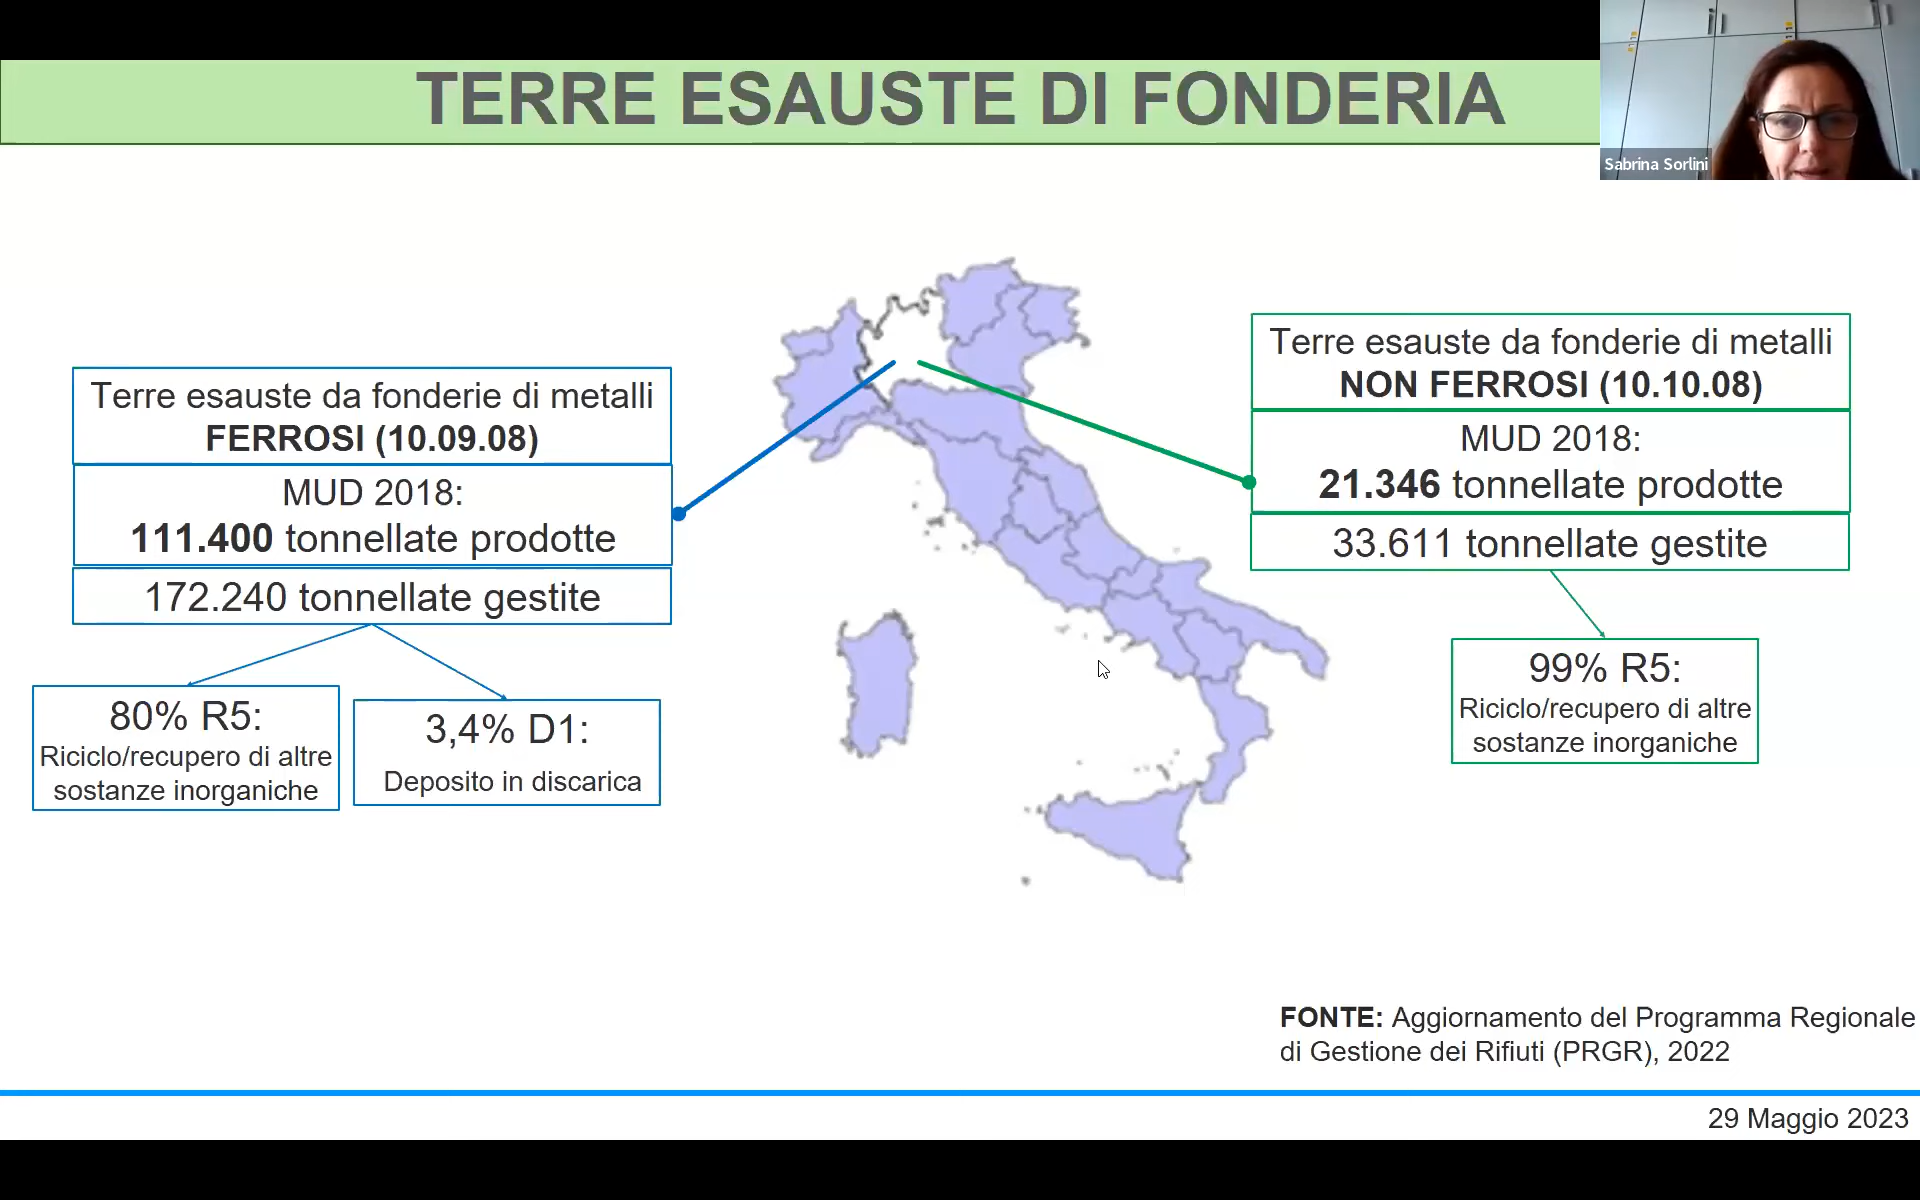 TERRE ESAUSTE DI FONDERIA
Sabrina Sorlini
Terre esauste da fonderie di metalli
FERROSI (10.09.08)
MUD 2018:
111.400 tonnellate prodotte
172.240 tonnellate gestite
80% R5:
Riciclo/recupero di altre
sostanze inorganiche
3,4% D1:
Deposito in discarica
Terre esauste da fonderie di metalli
NON FERROSI (10.10.08)
MUD 2018:
21.346 tonnellate prodotte
33.611 tonnellate gestite
99% R5:
Riciclo/recupero di altre
sostanze inorganiche
FONTE: Aggiornamento del Programma Regionale
di Gestione dei Rifiuti (PRGR), 2022
29 Maggio 2023